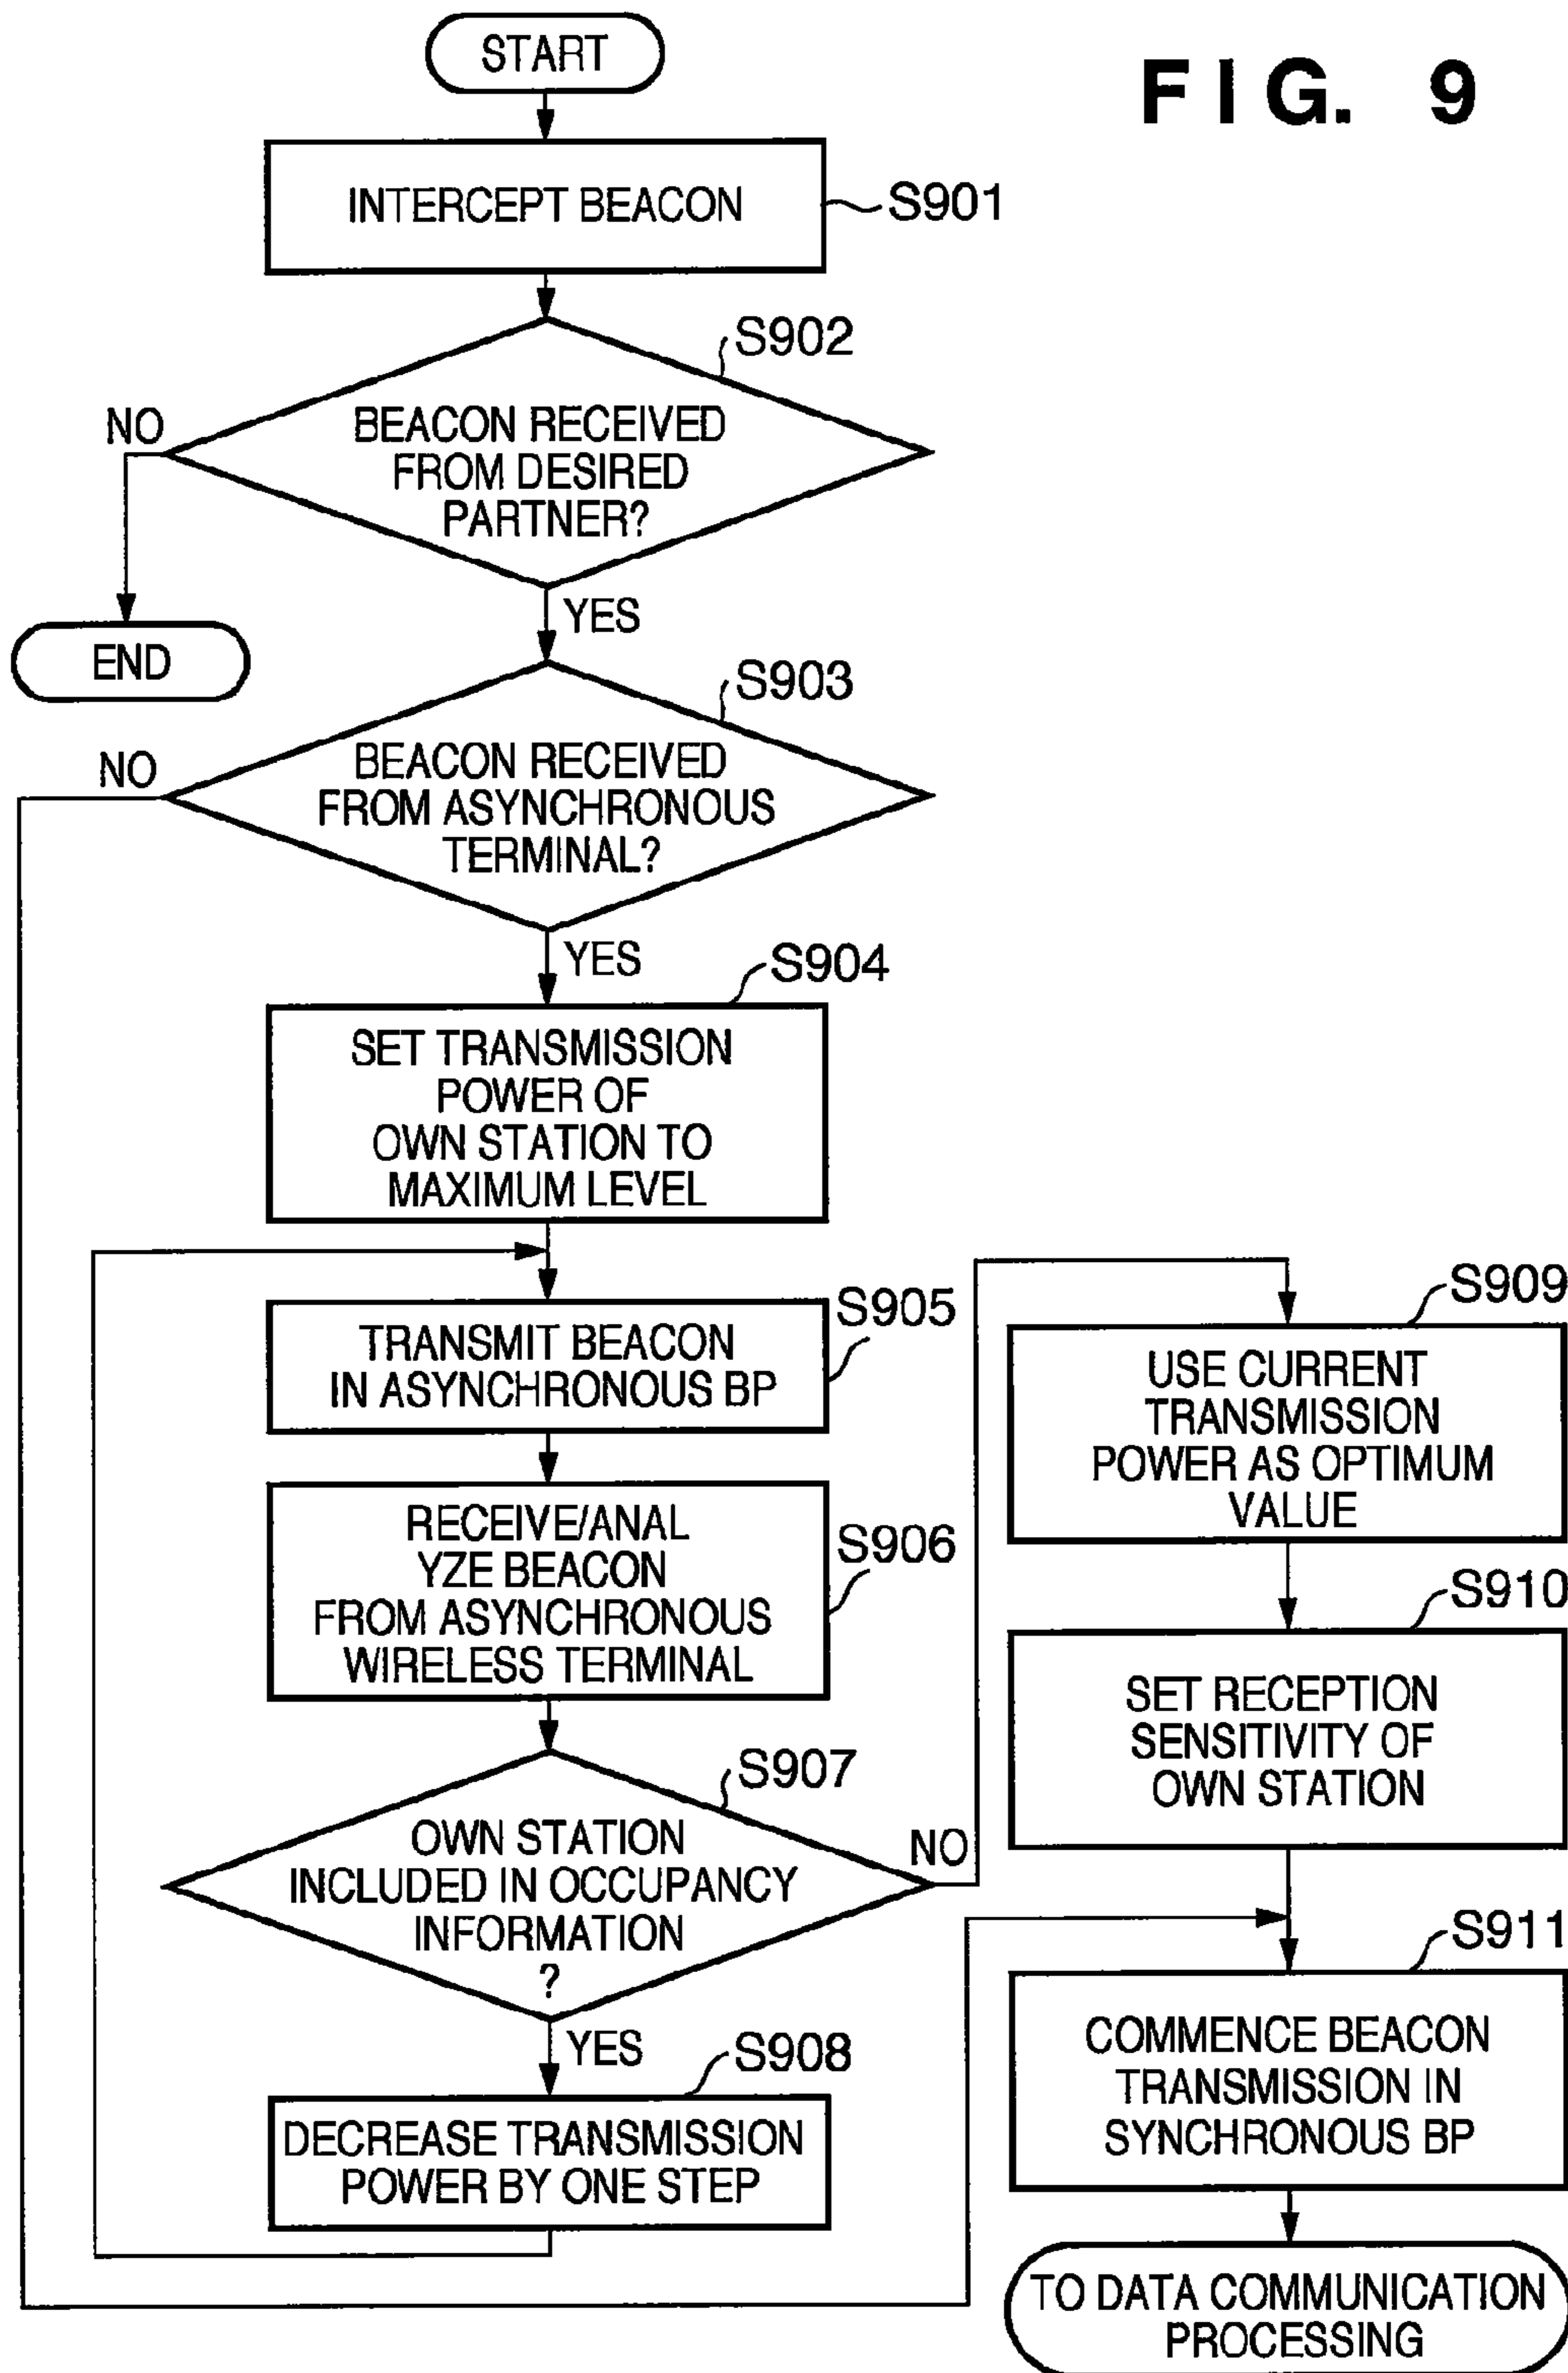 FIG. 9
START
INTERCEPT BEACON
S901
S902
BEACON RECEIVED
FROM DESIRED
PARTNER?
NO
YES
END
S903
BEACON RECEIVED
FROM ASYNCHRONOUS
TERMINAL?
NO
YES
S904
SET TRANSMISSION
POWER OF
OWN STATION TO
MAXIMUM LEVEL
S905
TRANSMIT BEACON
IN ASYNCHRONOUS BP
S906
RECEIVE/ANAL
YZE BEACON
FROM ASYNCHRONOUS
WIRELESS TERMINAL
S907
OWN STATION
INCLUDED IN OCCUPANCY
INFORMATION
?
NO
YES
S908
DECREASE TRANSMISSION
POWER BY ONE STEP
S909
USE CURRENT
TRANSMISSION
POWER AS OPTIMUM
VALUE
S910
SET RECEPTION
SENSITIVITY OF
OWN STATION
S911
COMMENCE BEACON
TRANSMISSION IN
SYNCHRONOUS BP
TO DATA COMMUNICATION
PROCESSING